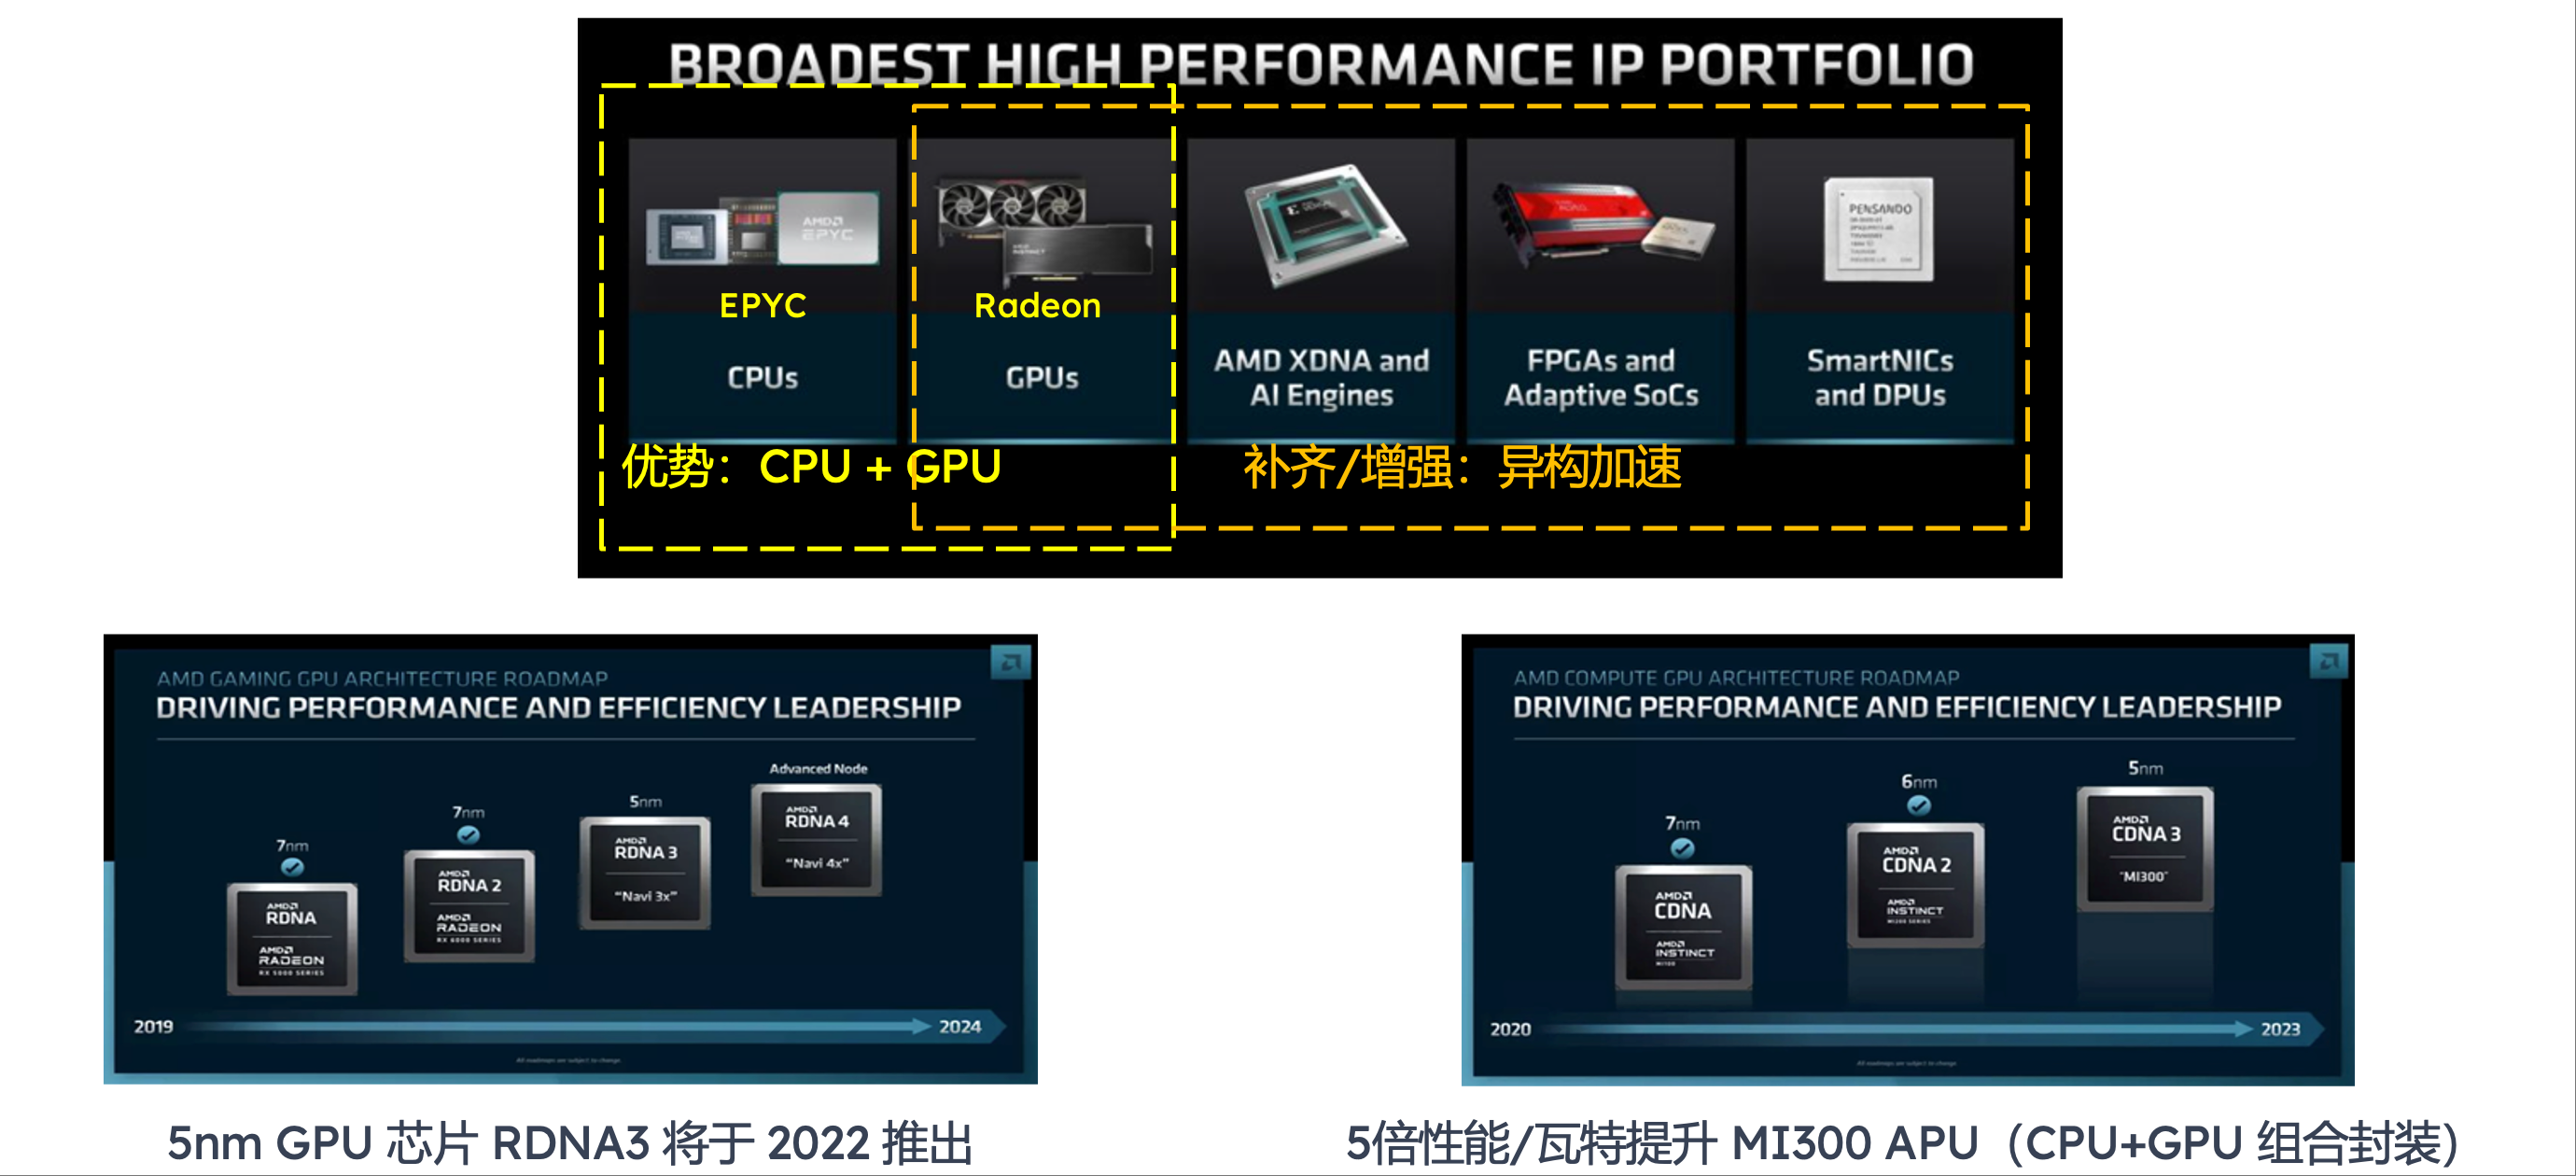 BROADEST HIGH PERFORMANCE IP PORTFOLIO
AMD
EPYC
PENSANDO
EPYC
Radeon
CPUs
GPUs
AMD XDNA and
AI Engines
FPGAs and
Adaptive SoCs
SmartNICs
and DPUs
优势：CPU + GPU
补齐/增强：异构加速
AMD GAMING GPU ARCHITECTURE ROADMAP
DRIVING PERFORMANCE AND EFFICIENCY LEADERSHIP
7nm
AMD
RDNA
AMD
RADEON
RX 5000 SERIES
7nm
AMD
RDNA 2
AMD
RADEON
RX 6000 SERIES
5nm
AMD
RDNA 3
"Navi 3x"
Advanced Node
AMD
RDNA 4
"Navi 4x"
2019
2024
All roadmaps are subject to change.
AMD COMPUTE GPU ARCHITECTURE ROADMAP
DRIVING PERFORMANCE AND EFFICIENCY LEADERSHIP
7nm
AMD
CDNA
AMD
INSTINCT
MI100
6nm
AMD
CDNA 2
AMD
INSTINCT
MI200 SERIES
5nm
AMD
CDNA 3
"MI300"
2020
2023
All roadmaps are subject to change.
5nm GPU 芯片 RDNA3 将于 2022 推出
5倍性能/瓦特提升 MI300 APU（CPU+GPU 组合封装）